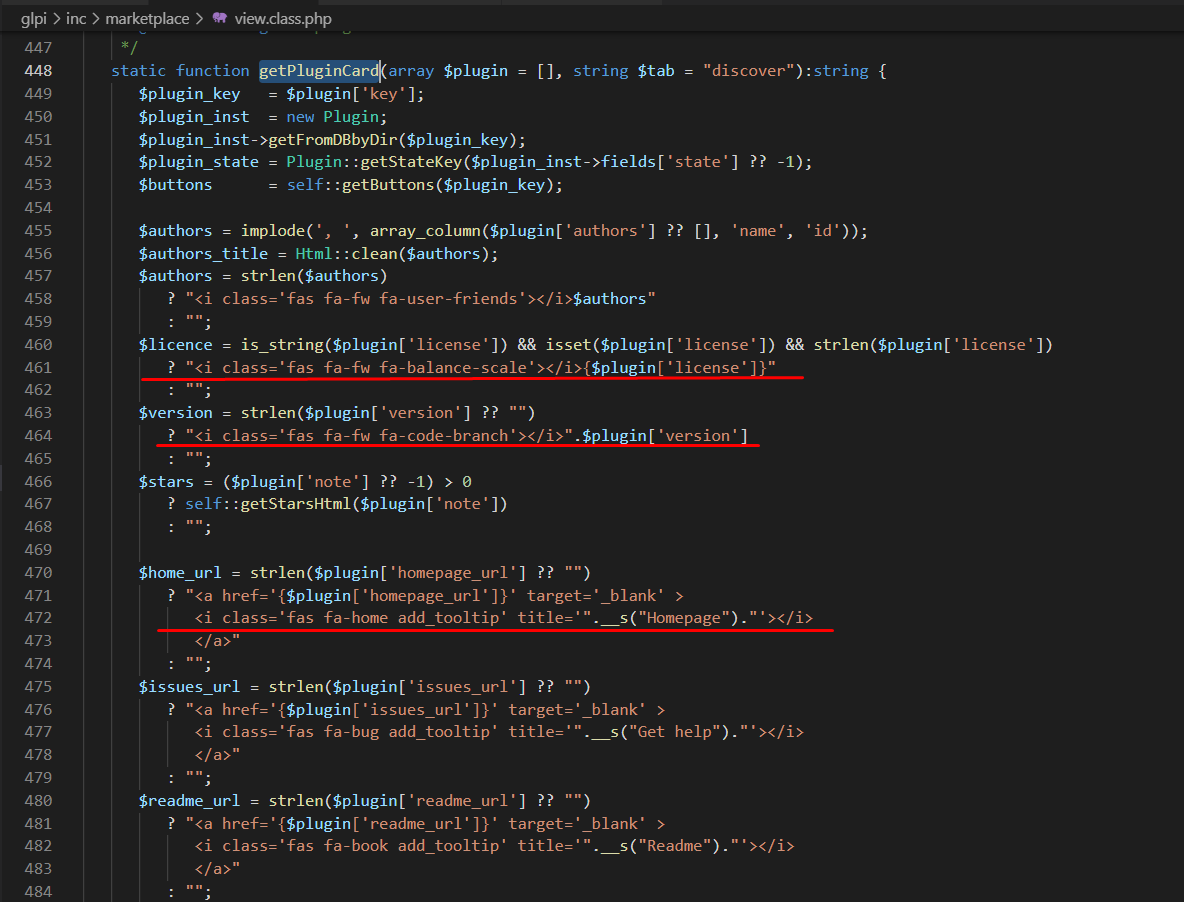 glpi > inc > marketplace > view.class.php
447 */
448 static function getPluginCard(array $plugin = [], string $tab = "discover"):string {
449 $plugin_key = $plugin['key'];
450 $plugin_inst = new Plugin;
451 $plugin_inst->getFromDBbyDir($plugin_key);
452 $plugin_state = Plugin::getStateKey($plugin_inst->fields['state'] ?? -1);
453 $buttons = self::getButtons($plugin_key);
454
455 $authors = implode(', ', array_column($plugin['authors'] ?? [], 'name', 'id'));
456 $authors_title = Html::clean($authors);
457 $authors = strlen($authors)
458 ? "<i class='fas fa-fw fa-user-friends'></i>$authors"
459 : "";
460 $licence = is_string($plugin['license']) && isset($plugin['license']) && strlen($plugin['license'])
461 ? "<i class='fas fa-fw fa-balance-scale'></i>{$plugin['license']}"
462 : "";
463 $version = strlen($plugin['version'] ?? "")
464 ? "<i class='fas fa-fw fa-code-branch'></i>".$plugin['version']
465 : "";
466 $stars = ($plugin['note'] ?? -1) > 0
467 ? self::getStarsHtml($plugin['note'])
468 : "";
469
470 $home_url = strlen($plugin['homepage_url'] ?? "")
471 ? "<a href='{$plugin['homepage_url']}' target='_blank' >
472 <i class='fas fa-home add_tooltip' title='".__s("Homepage")."'></i>
473 </a>"
474 : "";
475 $issues_url = strlen($plugin['issues_url'] ?? "")
476 ? "<a href='{$plugin['issues_url']}' target='_blank' >
477 <i class='fas fa-bug add_tooltip' title='".__s("Get help")."'></i>
478 </a>"
479 : "";
480 $readme_url = strlen($plugin['readme_url'] ?? "")
481 ? "<a href='{$plugin['readme_url']}' target='_blank' >
482 <i class='fas fa-book add_tooltip' title='".__s("Readme")."'></i>
483 </a>"
484 : "";